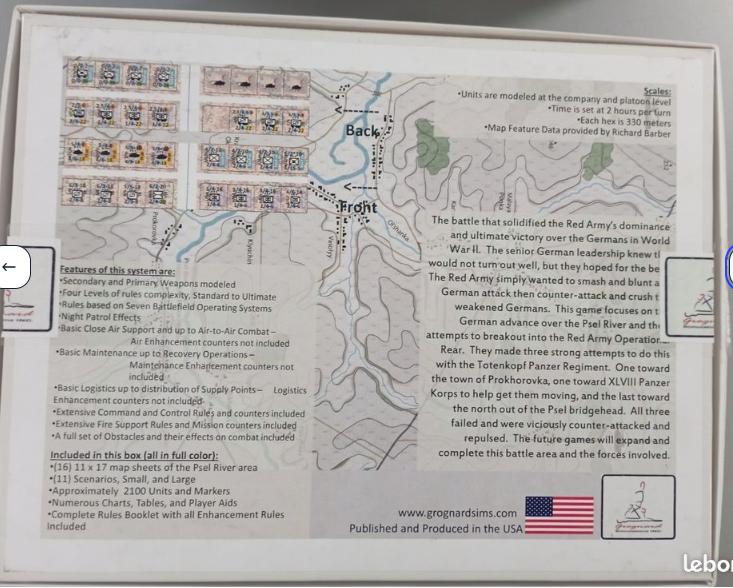 Scales:
•Units are modeled at the company and platoon level
•Time is set at 2 hours per turn
•Each hex is 330 meters
•Map Feature Data provided by Richard Barber
Back
Front
Olshanka
Veselyy
Klyuchi
The battle that solidified the Red Army's dominance
and ultimate victory over the Germans in World
War II. The senior German leadership knew
would not turn out well, but they hoped for the be
The Red Army simply wanted to smash and blunt a
German attack then counter-attack and crush t
weakened Germans. This game focuses on t
German advance over the Psel River and the
attempts to breakout into the Red Army Operation
Rear. They made three strong attempts to do this
with the Totenkopf Panzer Regiment. One toward
the town of Prokhorovka, one toward XLVIII Panzer
Korps to help get them moving, and the last toward
the north out of the Psel bridgehead. All three
failed and were viciously counter-attacked and
repulsed. The future games will expand and
complete this battle area and the forces involved.
Features of this system are:
•Secondary and Primary Weapons modeled
•Four Levels of rules complexity, Standard to Ultimate
•Rules based on Seven Battlefield Operating Systems
•Night Patrol Effects
•Basic Close Air Support and up to Air-to-Air Combat –
Air Enhancement counters not included
•Basic Maintenance up to Recovery Operations –
Maintenance Enhancement counters not
included
•Basic Logistics up to distribution of Supply Points – Logistics
Enhancement counters not included
•Extensive Command and Control Rules and counters included
•Extensive Fire Support Rules and Mission counters included
•A full set of Obstacles and their effects on combat included
Included in this box (all in full color):
•(16) 11 x 17 map sheets of the Psel River area
•(11) Scenarios, Small, and Large
•Approximately 2100 Units and Markers
•Numerous Charts, Tables, and Player Aids
•Complete Rules Booklet with all Enhancement Rules
Included
www.grognardsims.com
Published and Produced in the USA
Grognard
lebo